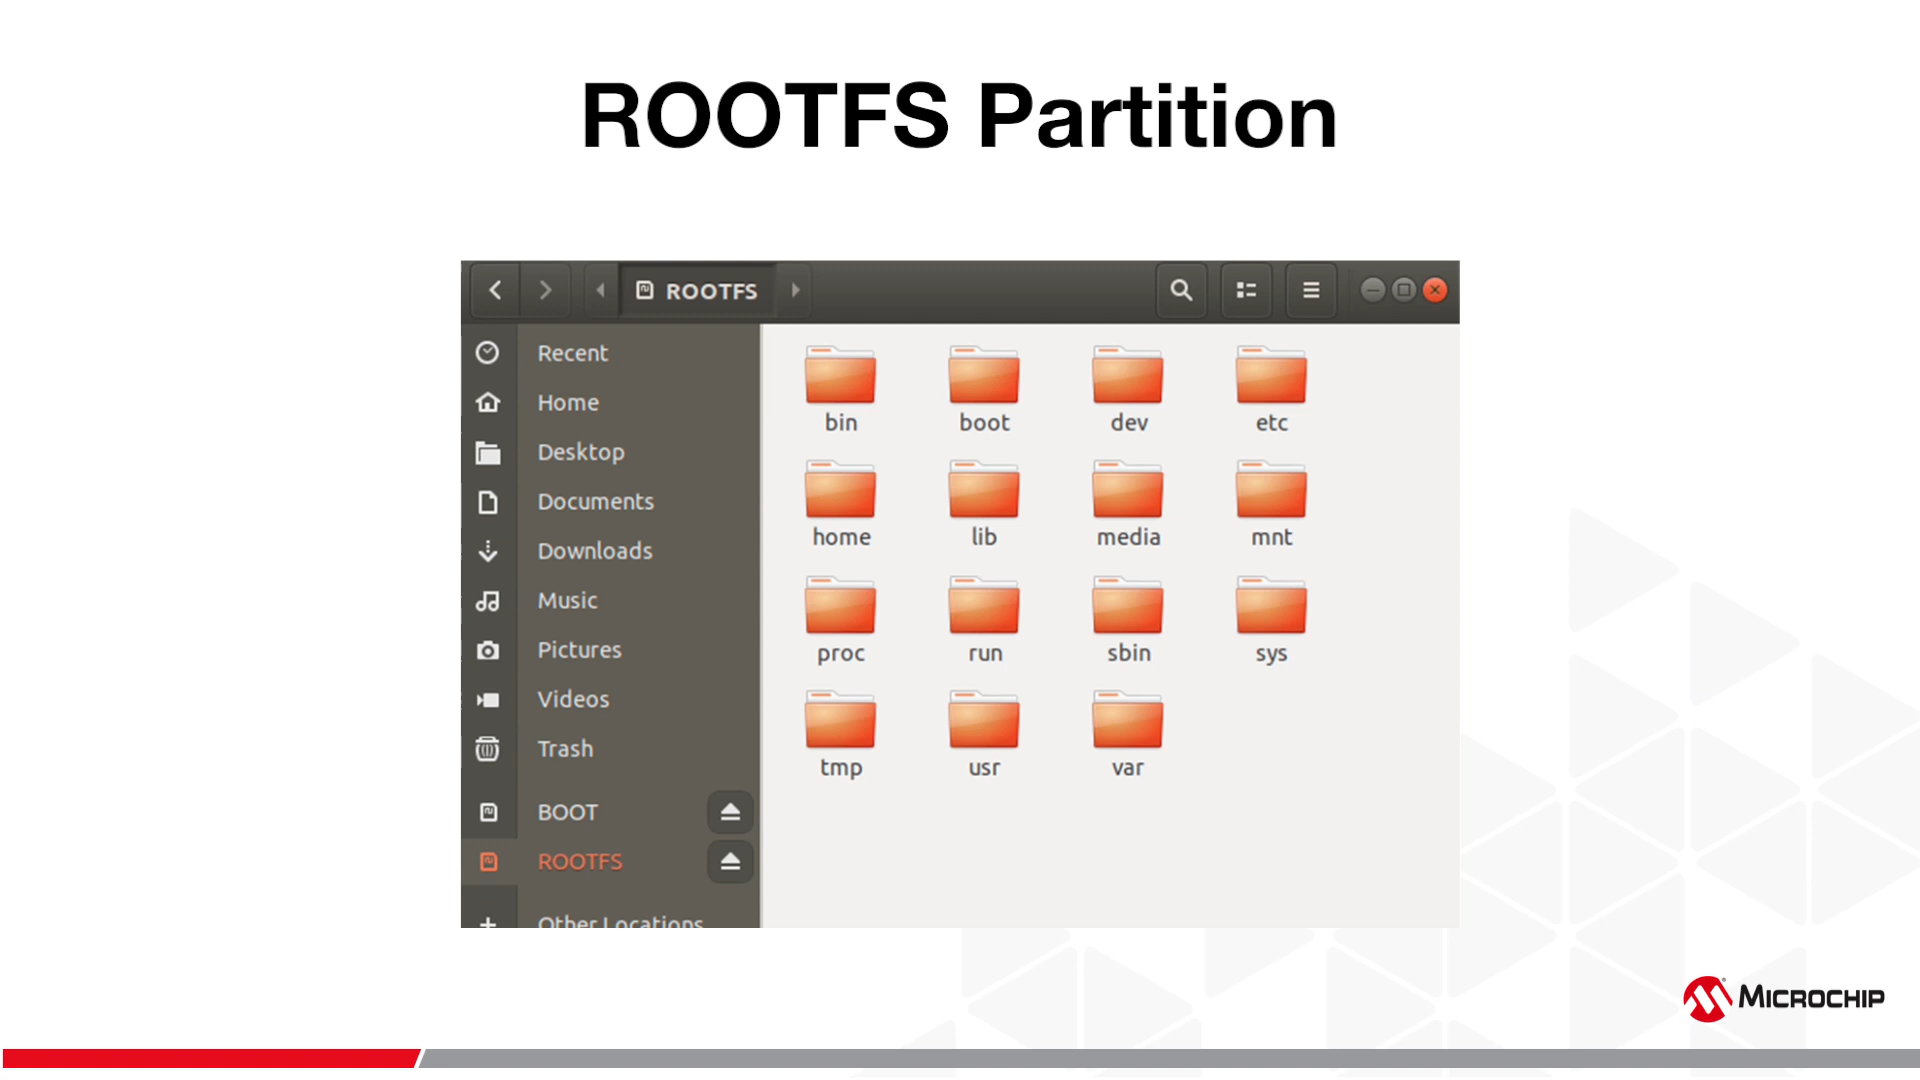 ROOTFS Partition
ROOTFS
Recent
Home
Desktop
Documents
Downloads
Music
Pictures
Videos
Trash
BOOT
ROOTFS
Other Locations
bin boot dev etc
home lib media mnt
proc run sbin sys
tmp usr var
MICROCHIP